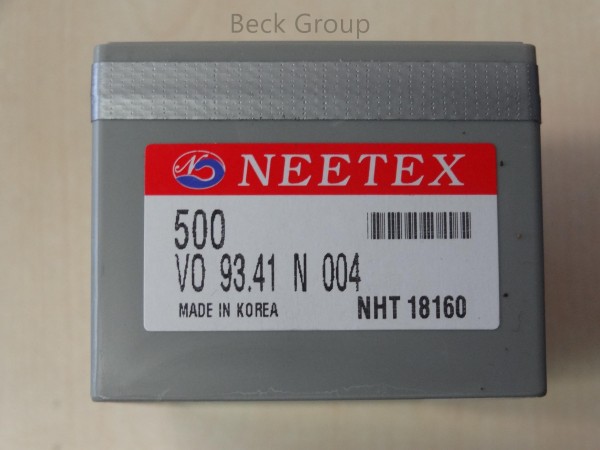 Beck Group
NEETEX
500
VO 93.41 N 004
MADE IN KOREA
NHT 18160